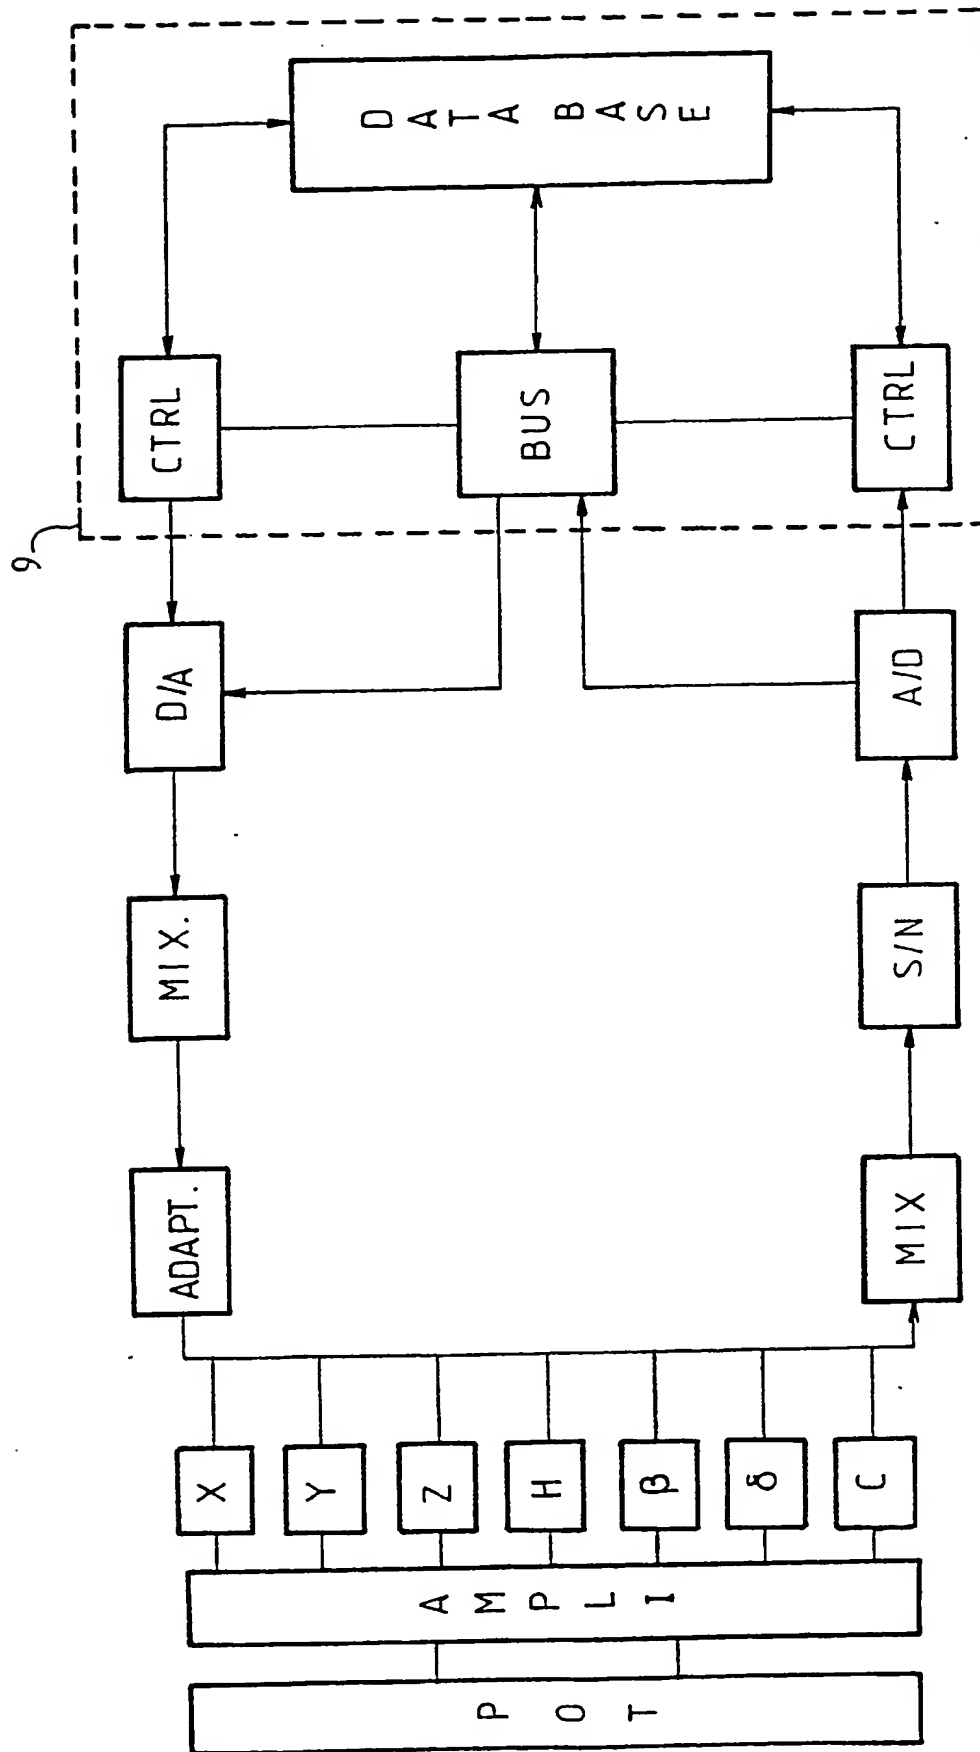 9
DATA BASE
CTRL
BUS
CTRL
D/A
A/D
MIX.
S/N
ADAPT.
MIX
X
Y
Z
H
β
δ
C
AMPLI
POT